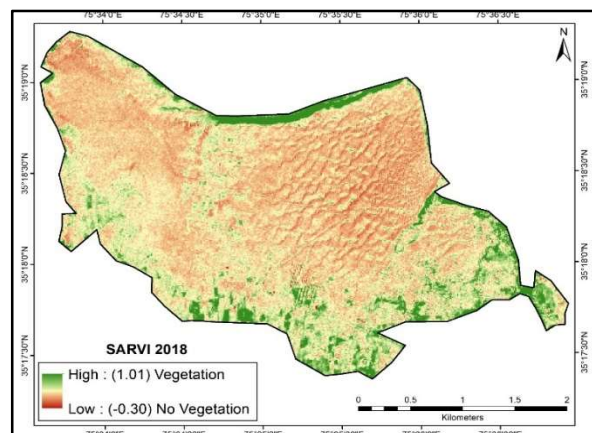 75°34'0"E 75°34'30"E 75°35'0"E 75°35'30"E 75°36'0"E 75°36'30"E
N
35°19'0"N 35°19'0"N
35°18'30"N 35°18'30"N
35°18'0"N 35°18'0"N
35°17'30"N 35°17'30"N
SARVI 2018
High : (1.01) Vegetation
Low : (-0.30) No Vegetation
0 0.5 1 1.5 2
Kilometers